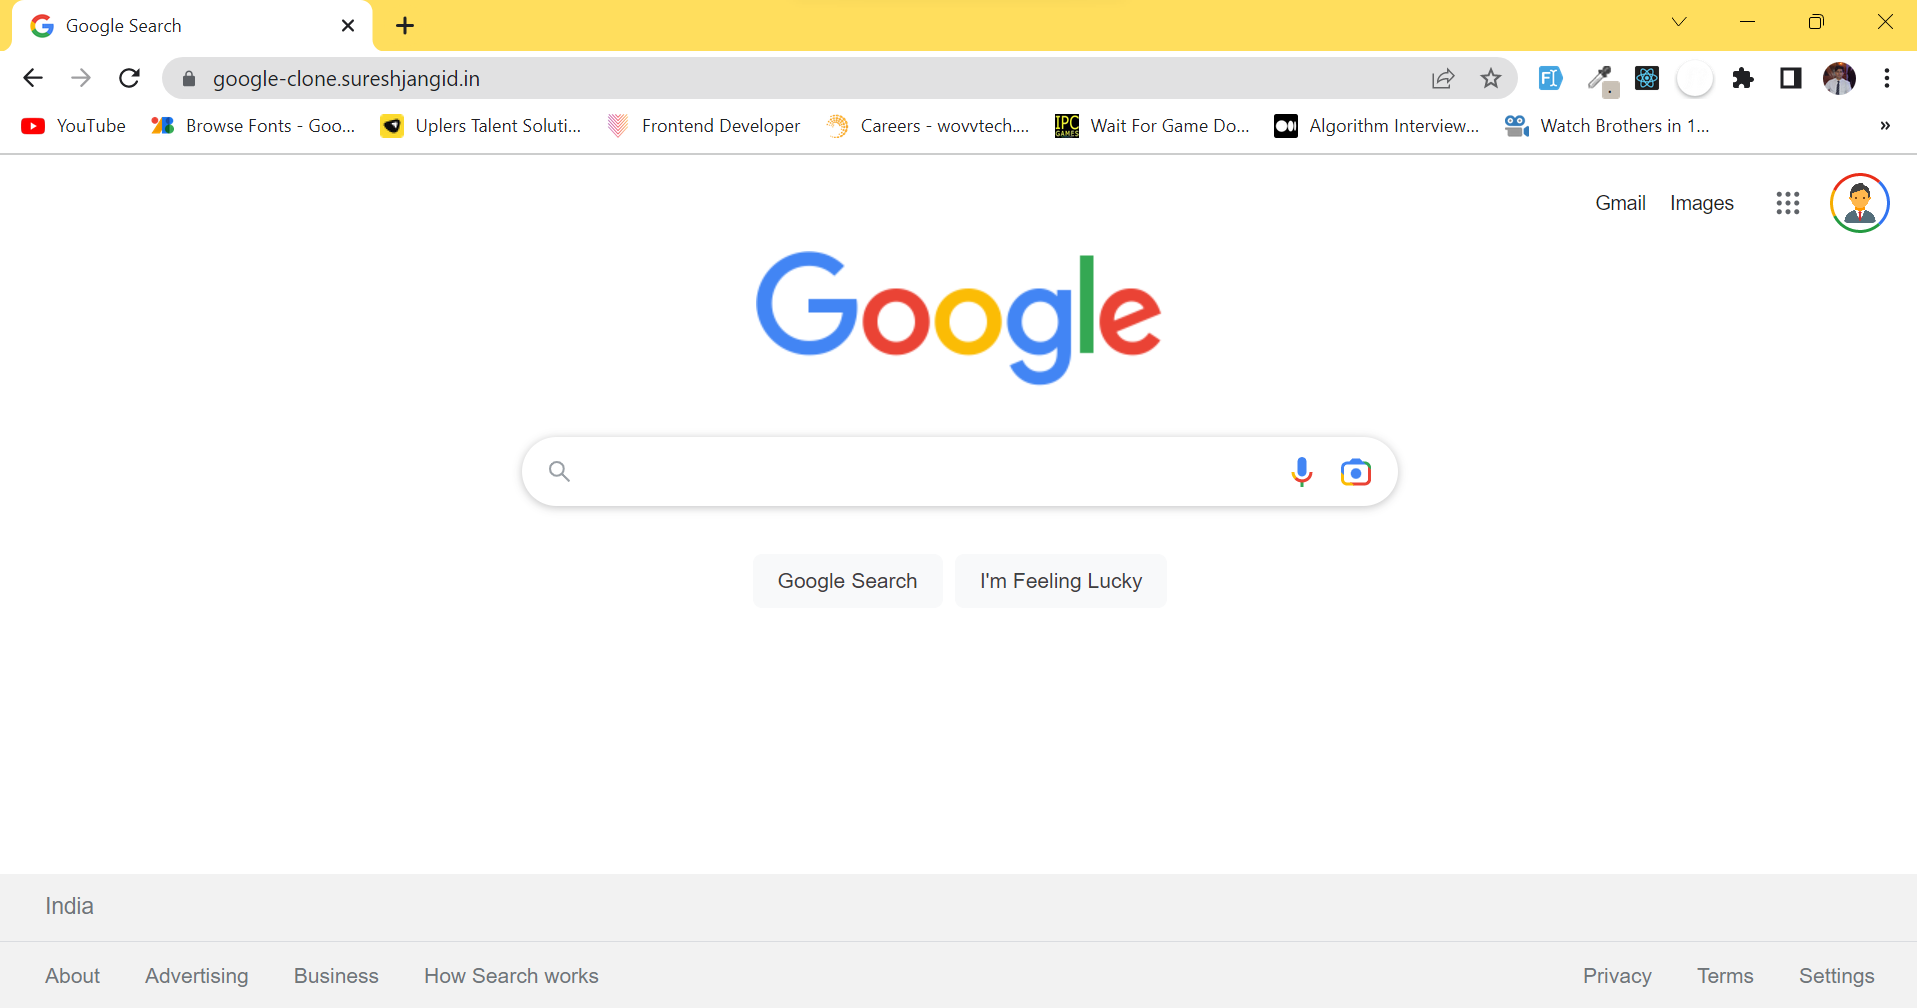 Google Search
google-clone.sureshjangid.in
YouTube Browse Fonts - Goo... Uplers Talent Soluti... Frontend Developer Careers - wovvtech.... IPC GAMES Wait For Game Do... Algorithm Interview... Watch Brothers in 1... »
Gmail Images
Google
Google Search I'm Feeling Lucky
India
About Advertising Business How Search works Privacy Terms Settings